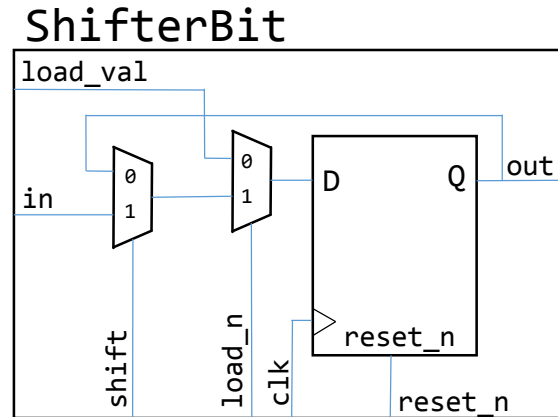 ShifterBit
load_val
0
0
1
in
1
D
Q
out
shift
load_n
clk
reset_n
reset_n